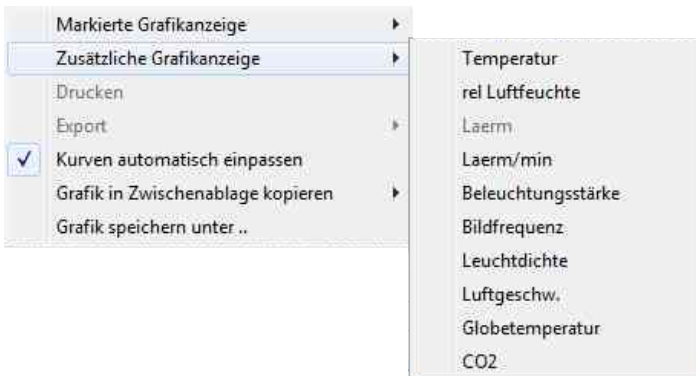 Markierte Grafikanzeige
Zusätzliche Grafikanzeige
Drucken
Export
Kurven automatisch einpassen
Grafik in Zwischenablage kopieren
Grafik speichern unter ..
Temperatur
rel Luftfeuchte
Laerm
Laerm/min
Beleuchtungsstärke
Bildfrequenz
Leuchtdichte
Luftgeschw.
Globetemperatur
CO2